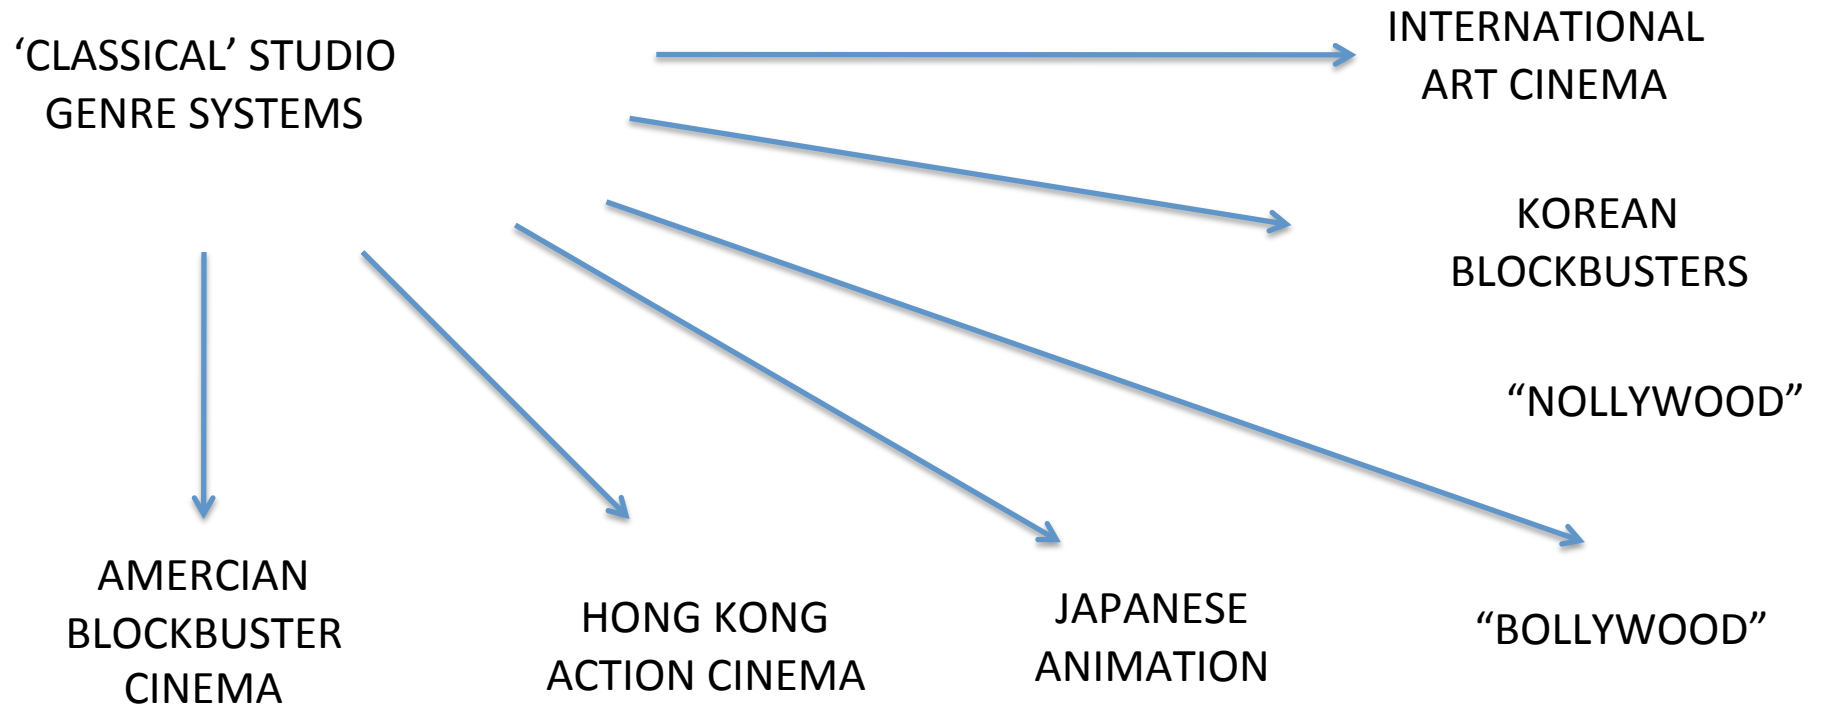 ‘CLASSICAL’ STUDIO
GENRE SYSTEMS
INTERNATIONAL
ART CINEMA
KOREAN
BLOCKBUSTERS
“NOLLYWOOD”
AMERCIAN
BLOCKBUSTER
CINEMA
HONG KONG
ACTION CINEMA
JAPANESE
ANIMATION
“BOLLYWOOD”